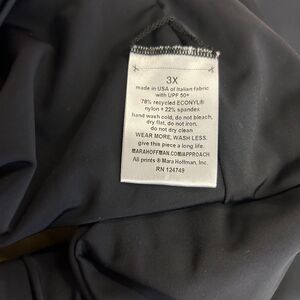 3X
made in USA of Italian fabric
with UPF 50+
78% recycled ECONYL®
nylon + 22% spandex
hand wash cold, do not bleach,
dry flat, do not iron,
do not dry clean
WEAR MORE, WASH LESS.
give this piece a long life.
MARAHOFFMAN.COM/APPROACH
All prints ® Mara Hoffman, Inc.
RN 124749